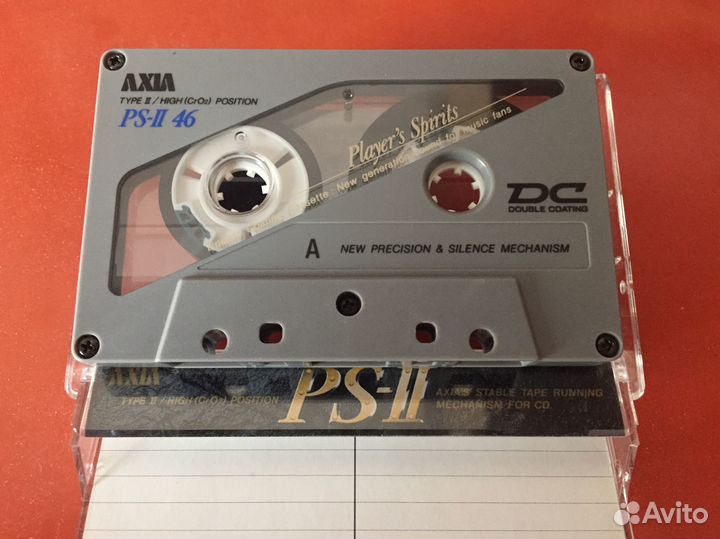 AXIA
TYPE II / HIGH (CrO2) POSITION
PS-II 46
Player's Spirits
New generation music fans
DC
DOUBLE COATING
A NEW PRECISION & SILENCE MECHANISM
AXIA
TYPE II / HIGH (CrO2) POSITION
PS-II
AXIA'S STABLE TAPE RUNNING
MECHANISM FOR CD.
Avito